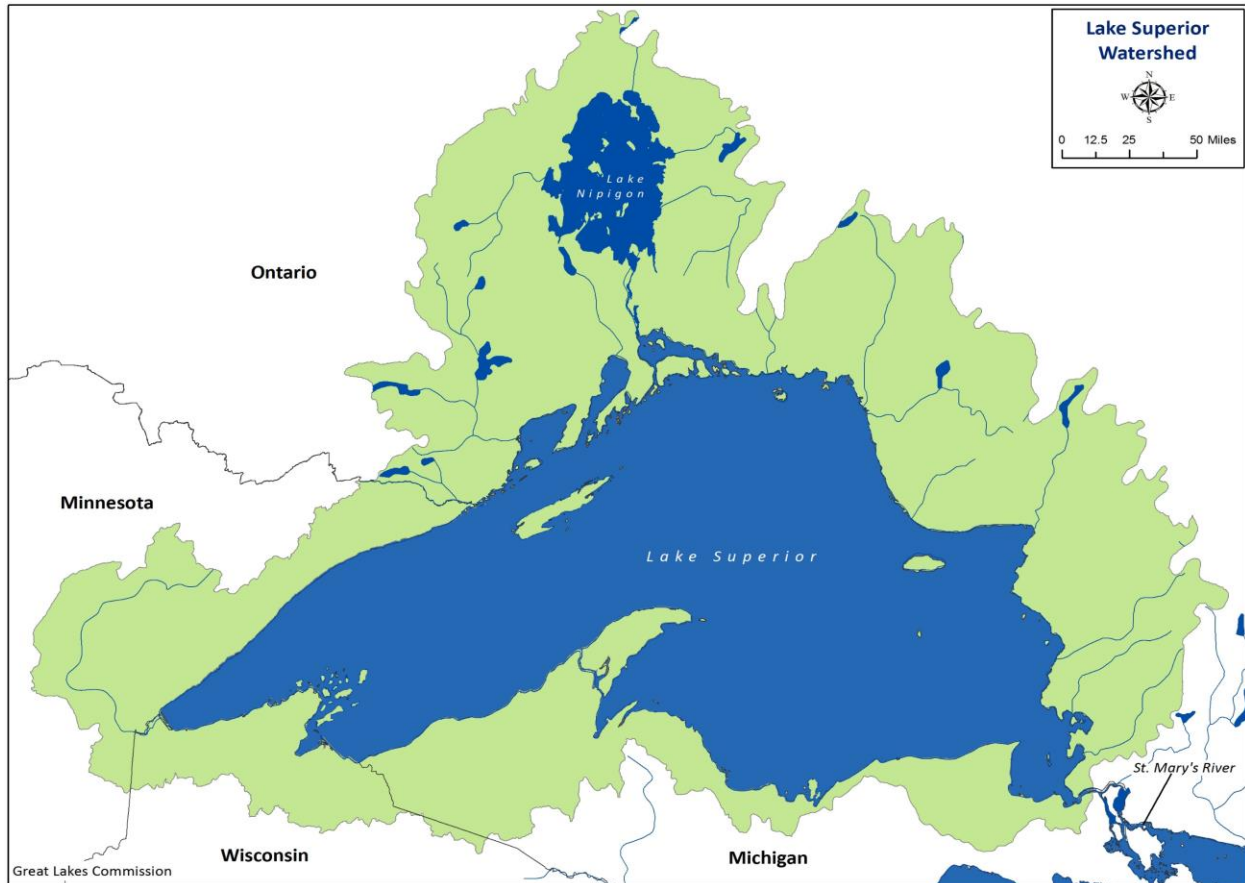 Lake Superior
Watershed
N
W E
S
0 12.5 25 50 Miles
Lake
Nipigon
Ontario
Minnesota
Lake Superior
St. Mary's River
Wisconsin
Michigan
Great Lakes Commission